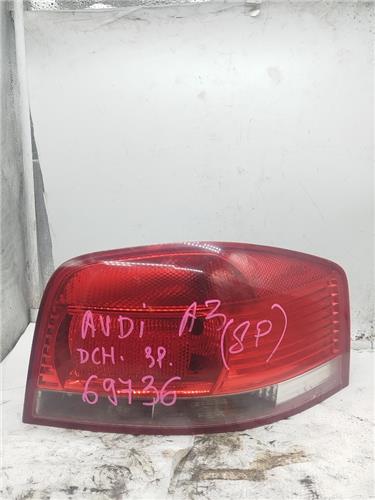 AUDI A3 (8P)
DCH. 3P.
69736